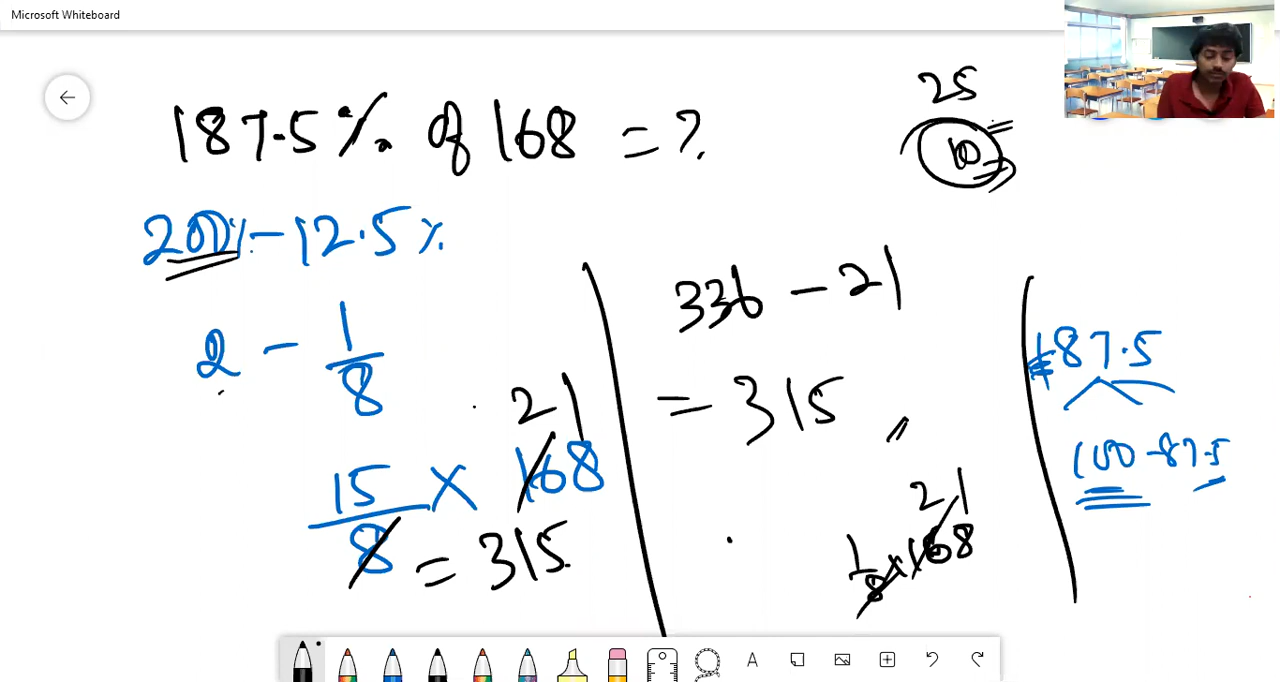 Microsoft Whiteboard
187.5% of 168 = ?
25
10
200% - 12.5%
2 - 1/8
15/8 × 168
21
= 315
336 - 21
= 315
1/8 × 168
21
187.5
100 - 87.5
A